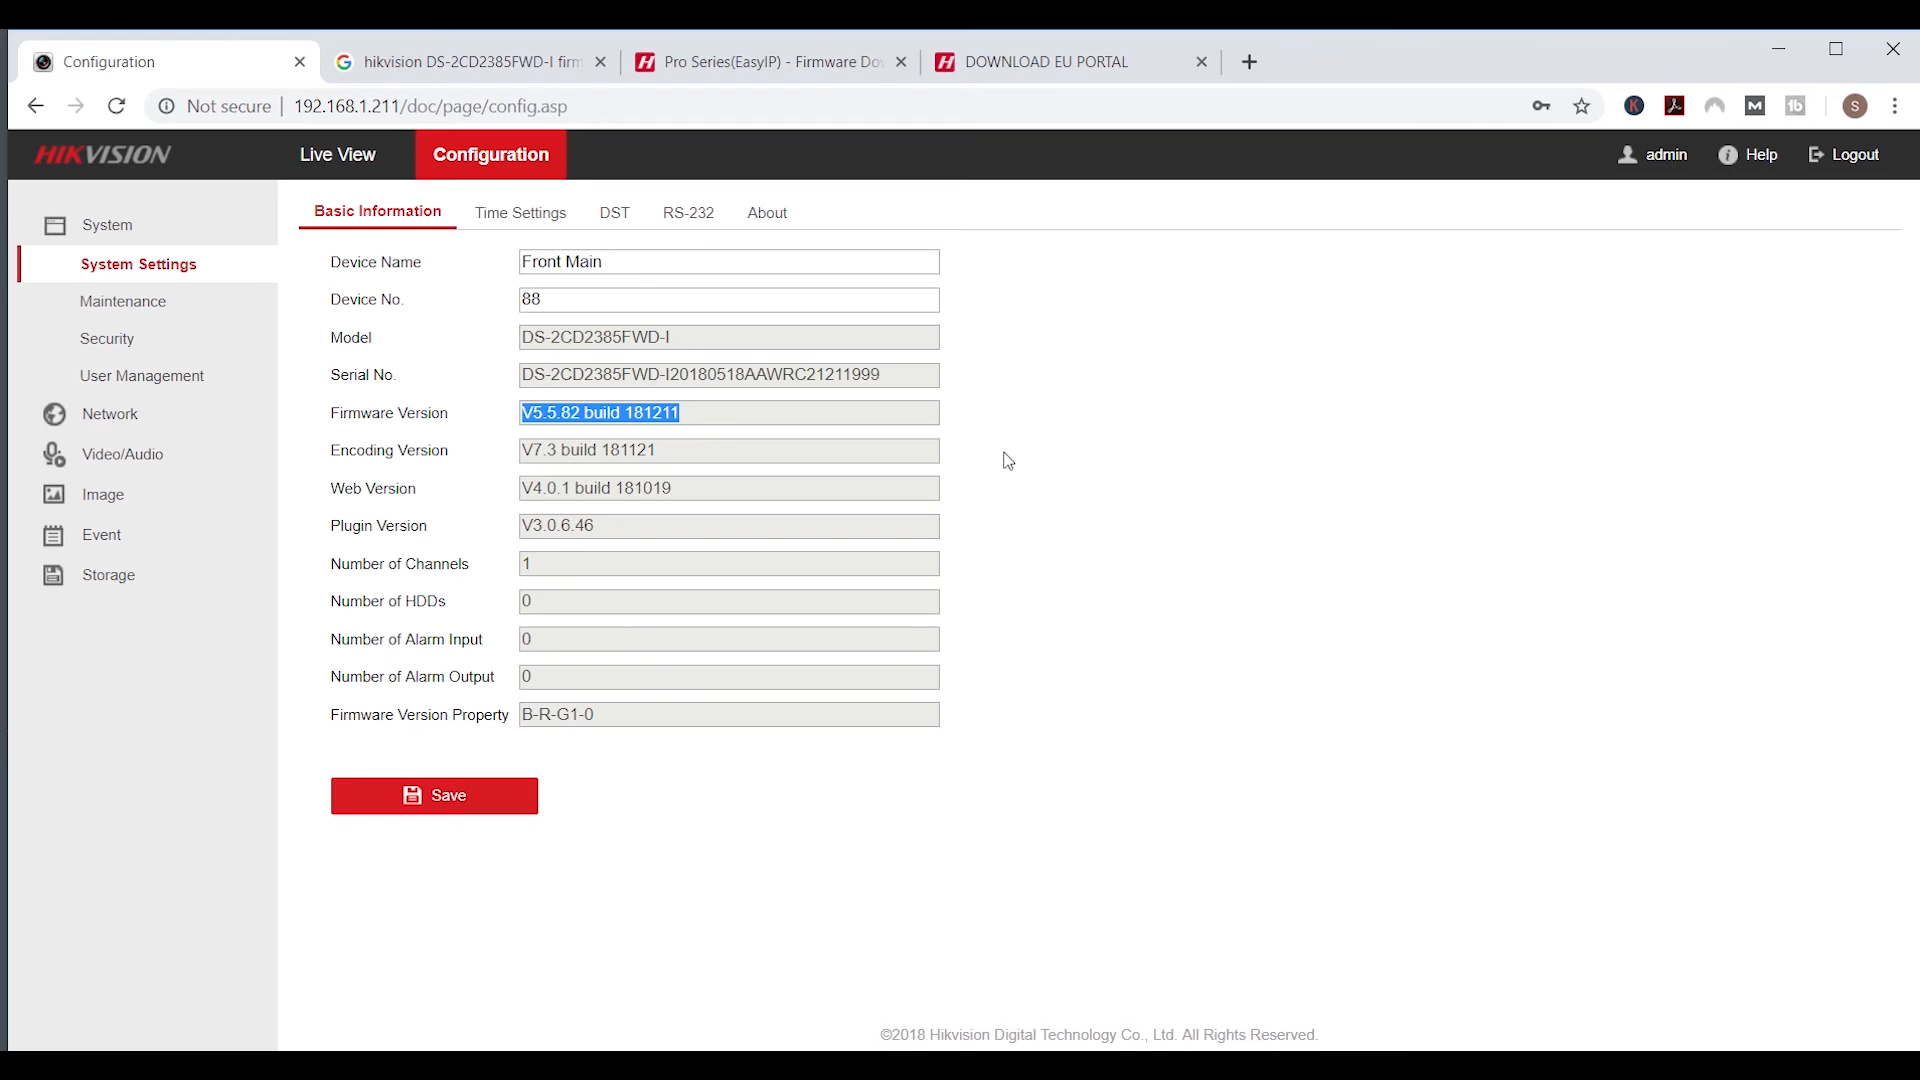 Configuration
hikvision DS-2CD2385FWD-I firm
Pro Series(EasyIP) - Firmware Do
DOWNLOAD EU PORTAL
Not secure
192.168.1.211/doc/page/config.asp
K
M
tb
S
HIKVISION
Live View
Configuration
admin
Help
Logout
System
System Settings
Maintenance
Security
User Management
Network
Video/Audio
Image
Event
Storage
Basic Information
Time Settings
DST
RS-232
About
Device Name
Front Main
Device No.
88
Model
DS-2CD2385FWD-I
Serial No.
DS-2CD2385FWD-I20180518AAWRC21211999
Firmware Version
V5.5.82 build 181211
Encoding Version
V7.3 build 181121
Web Version
V4.0.1 build 181019
Plugin Version
V3.0.6.46
Number of Channels
1
Number of HDDs
0
Number of Alarm Input
0
Number of Alarm Output
0
Firmware Version Property
B-R-G1-0
Save
©2018 Hikvision Digital Technology Co., Ltd. All Rights Reserved.